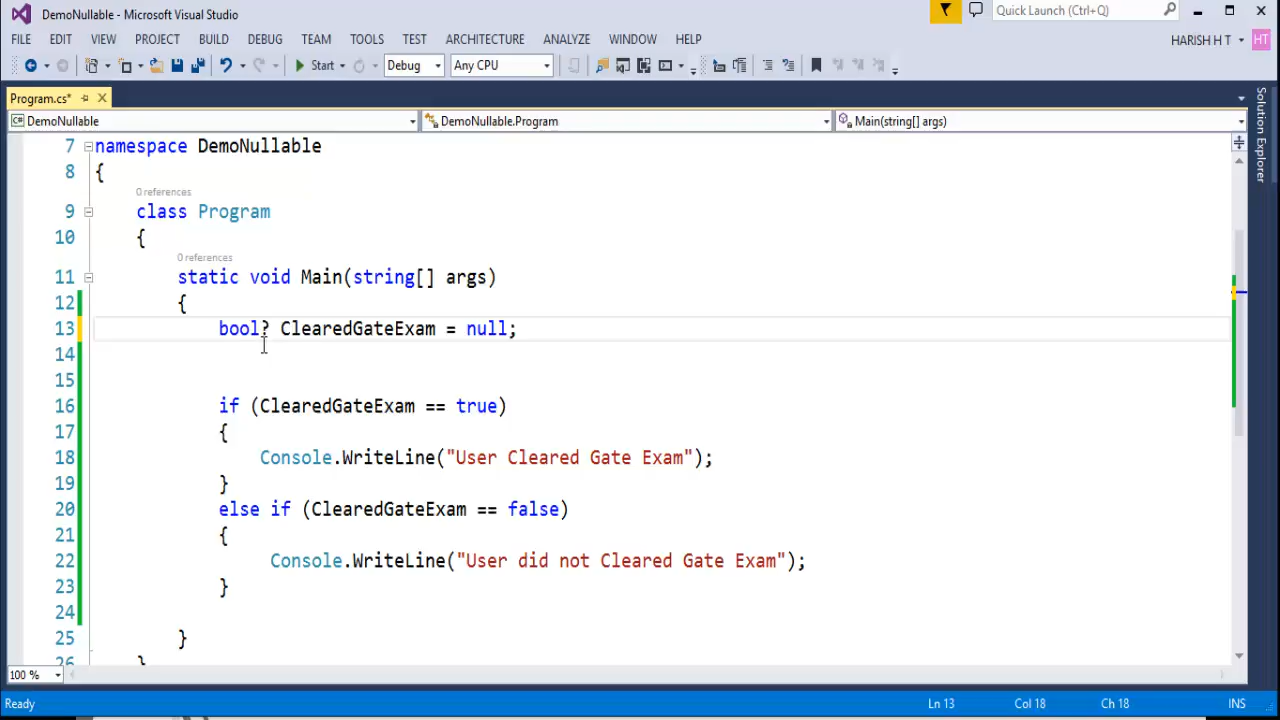 DemoNullable - Microsoft Visual Studio
Quick Launch (Ctrl+Q)
FILE EDIT VIEW PROJECT BUILD DEBUG TEAM TOOLS TEST ARCHITECTURE ANALYZE WINDOW HELP
HARISH H T HT
Start Debug Any CPU
Program.cs*
DemoNullable DemoNullable.Program Main(string[] args)
Solution Explorer
7 namespace DemoNullable
8 {
0 references
9 class Program
10 {
0 references
11 static void Main(string[] args)
12 {
13 bool? ClearedGateExam = null;
14
15
16 if (ClearedGateExam == true)
17 {
18 Console.WriteLine("User Cleared Gate Exam");
19 }
20 else if (ClearedGateExam == false)
21 {
22 Console.WriteLine("User did not Cleared Gate Exam");
23 }
24
25 }
26 }
100 %
Ready Ln 13 Col 18 Ch 18 INS